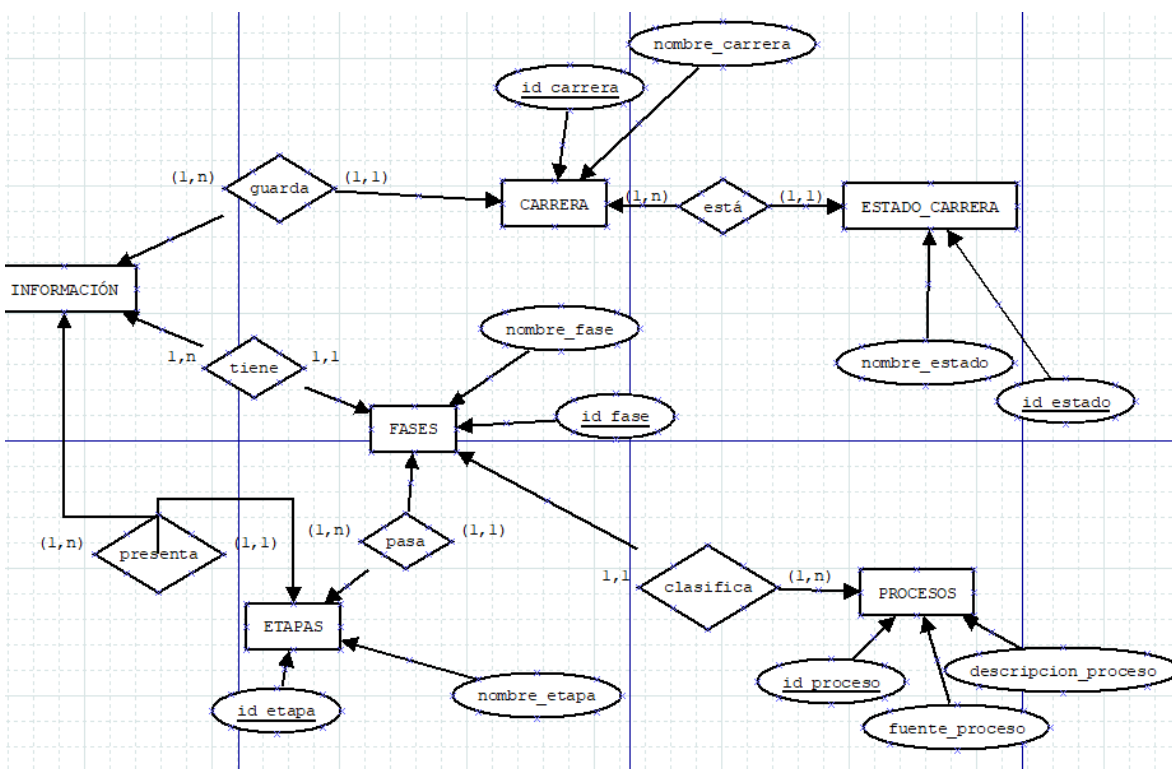 nombre_carrera
id_carrera
(1,n)
guarda
(1,1)
CARRERA
(1,n)
está
(1,1)
ESTADO_CARRERA
INFORMACIÓN
nombre_fase
1,n
tiene
1,1
nombre_estado
id_estado
id_fase
FASES
(1,n)
presenta
(1,1)
(1,n)
pasa
(1,1)
1,1
clasifica
(1,n)
PROCESOS
ETAPAS
id_etapa
nombre_etapa
id_proceso
descripcion_proceso
fuente_proceso